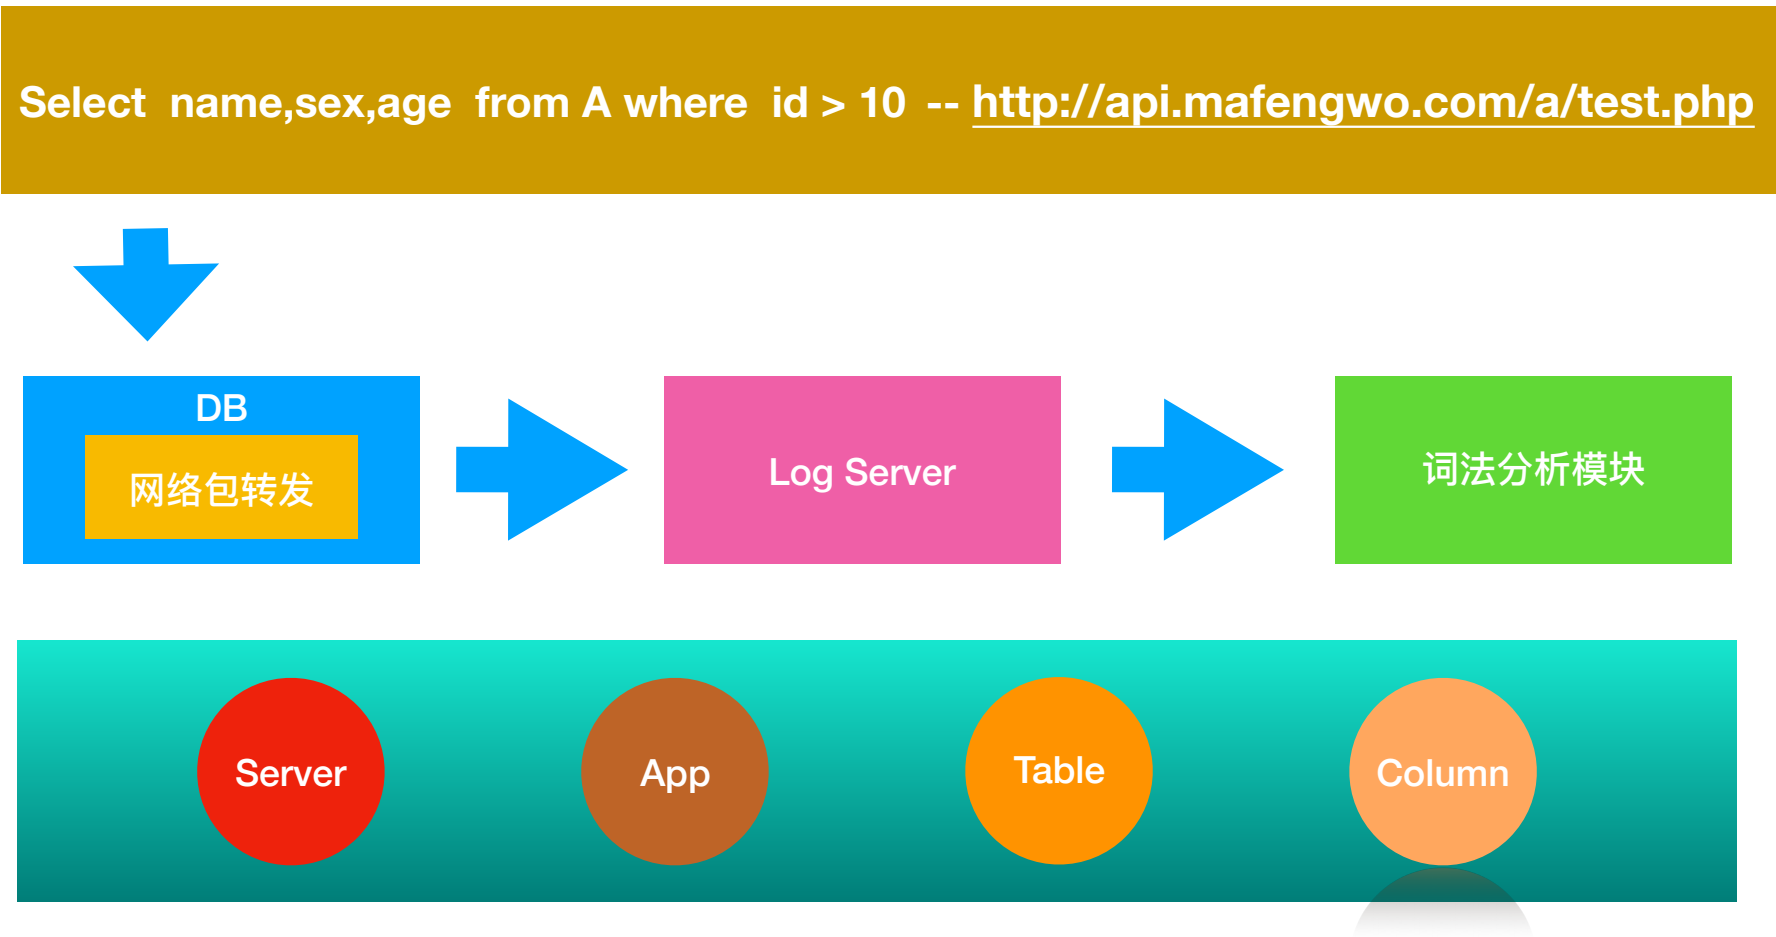 Select name,sex,age from A where id > 10 -- http://api.mafengwo.com/a/test.php
DB
网络包转发
Log Server
词法分析模块
Server
App
Table
Column